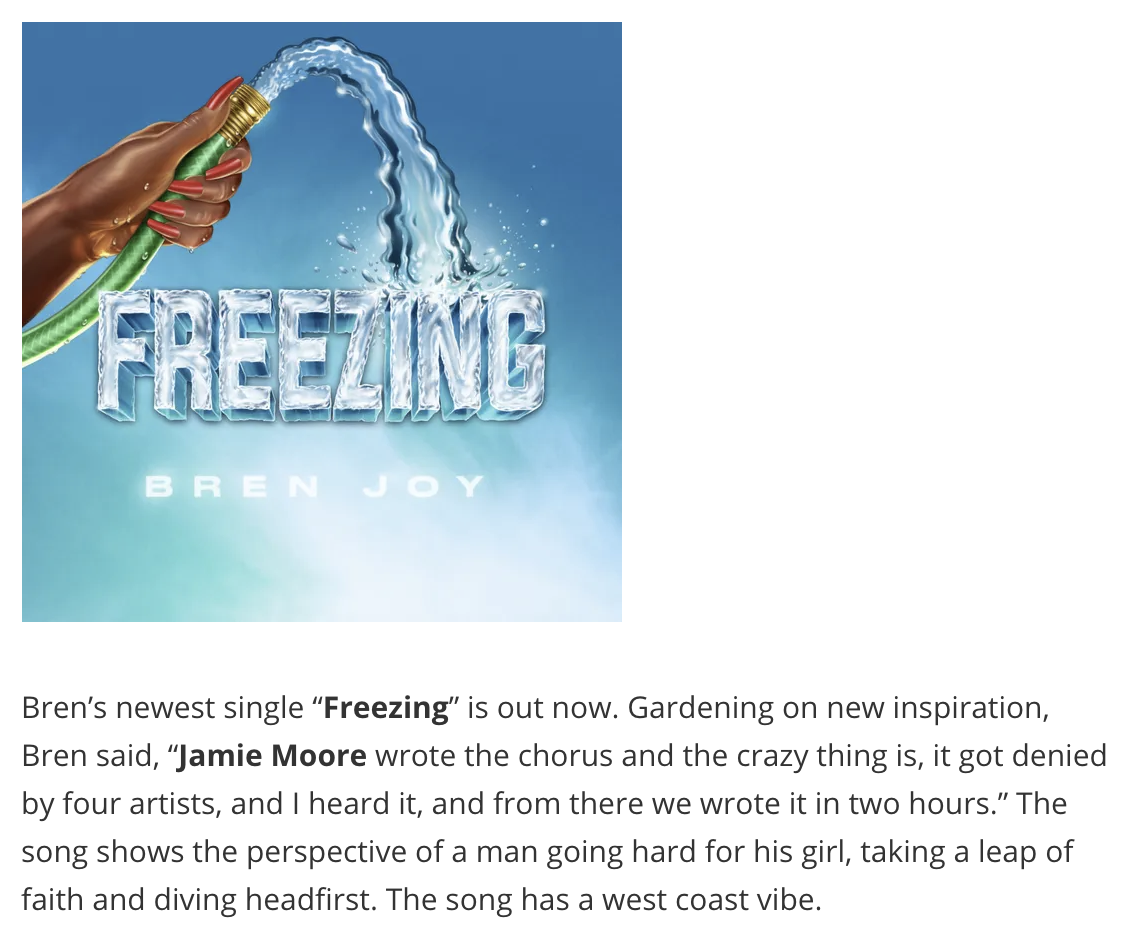 FREEZING
BREN JOY
Bren’s newest single “Freezing” is out now. Gardening on new inspiration,
Bren said, “Jamie Moore wrote the chorus and the crazy thing is, it got denied
by four artists, and I heard it, and from there we wrote it in two hours.” The
song shows the perspective of a man going hard for his girl, taking a leap of
faith and diving headfirst. The song has a west coast vibe.